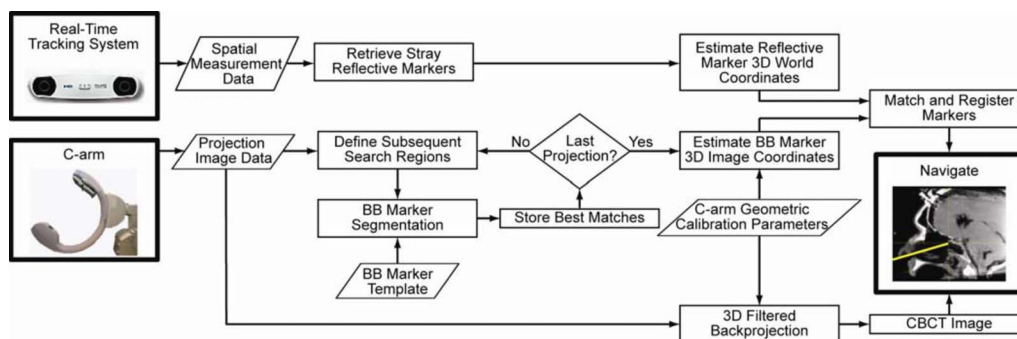 Real-Time
Tracking System
Spatial
Measurement
Data
Retrieve Stray
Reflective Markers
Estimate Reflective
Marker 3D World
Coordinates
Match and Register
Markers
C-arm
Projection
Image Data
Define Subsequent
Search Regions
No
Last
Projection?
Yes
Estimate BB Marker
3D Image Coordinates
Navigate
BB Marker
Segmentation
Store Best Matches
C-arm Geometric
Calibration Parameters
BB Marker
Template
3D Filtered
Backprojection
CBCT Image